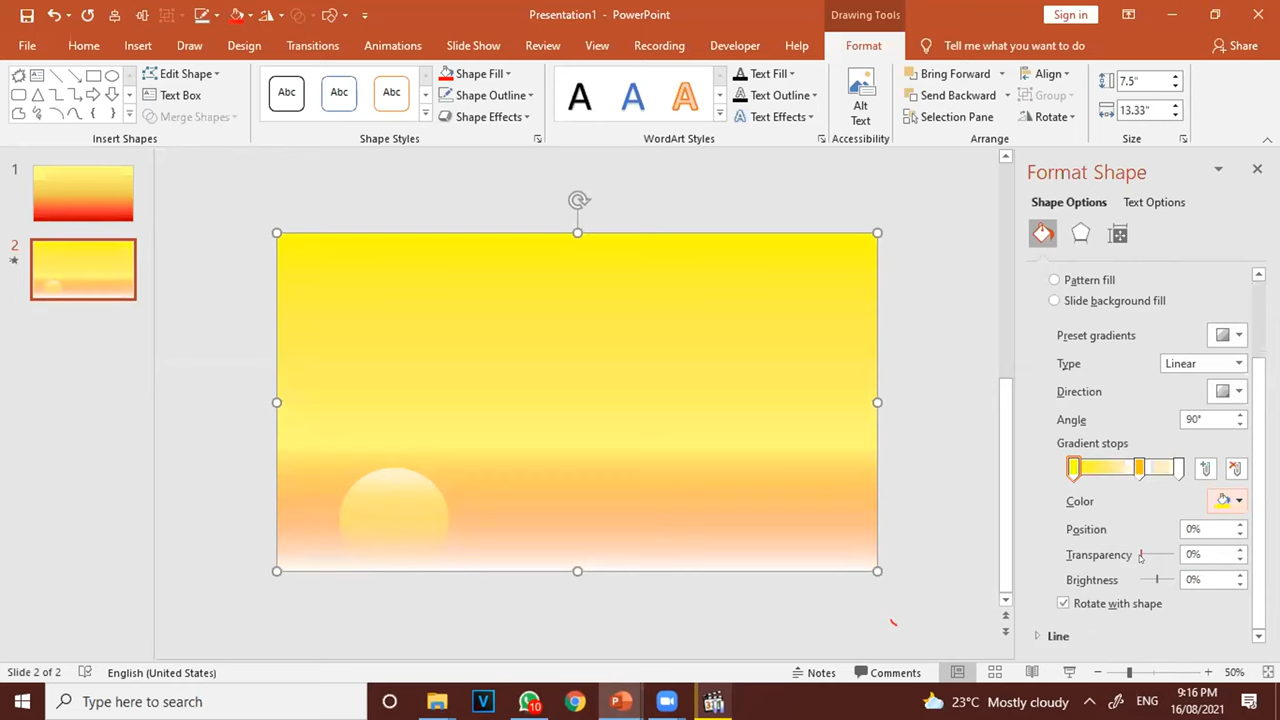 Presentation1 - PowerPoint
Drawing Tools
Sign in
File Home Insert Draw Design Transitions Animations Slide Show Review View Recording Developer Help Format Tell me what you want to do Share
Edit Shape
Text Box
Merge Shapes
Insert Shapes
Abc Abc Abc
Shape Fill
Shape Outline
Shape Effects
Shape Styles
A A A
Text Fill
Text Outline
Text Effects
WordArt Styles
Alt
Text
Accessibility
Bring Forward
Send Backward
Selection Pane
Align
Group
Rotate
Arrange
7.5"
13.33"
Size
1
2
Format Shape
Shape Options Text Options
Pattern fill
Slide background fill
Preset gradients
Type Linear
Direction
Angle 90°
Gradient stops
Color
Position 0%
Transparency 0%
Brightness 0%
Rotate with shape
Line
Slide 2 of 2 English (United States) Notes Comments 50%
Type here to search
V
10
23°C Mostly cloudy
ENG
9:16 PM
16/08/2021